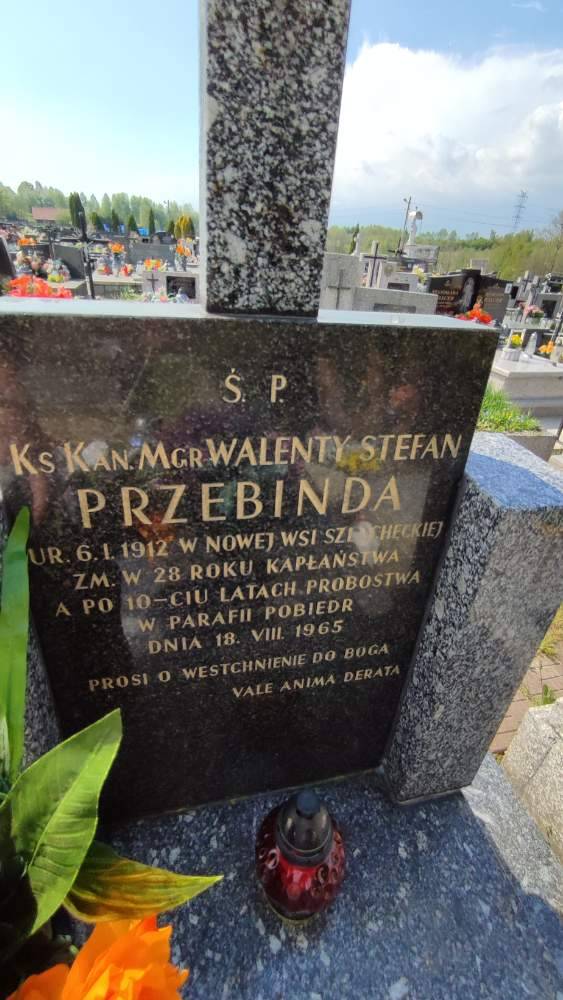 Ś. P.
Ks Kan. Mgr WALENTY STEFAN
PRZEBINDA
UR. 6. I. 1912 W NOWEJ WSI SZLACHECKIEJ
ZM. W 28 ROKU KAPŁAŃSTWA
A PO 10-CIU LATACH PROBOSTWA
W PARAFII POBIEDR
DNIA 18. VIII. 1965
PROSI O WESTCHNIENIE DO BOGA
VALE ANIMA DERATA